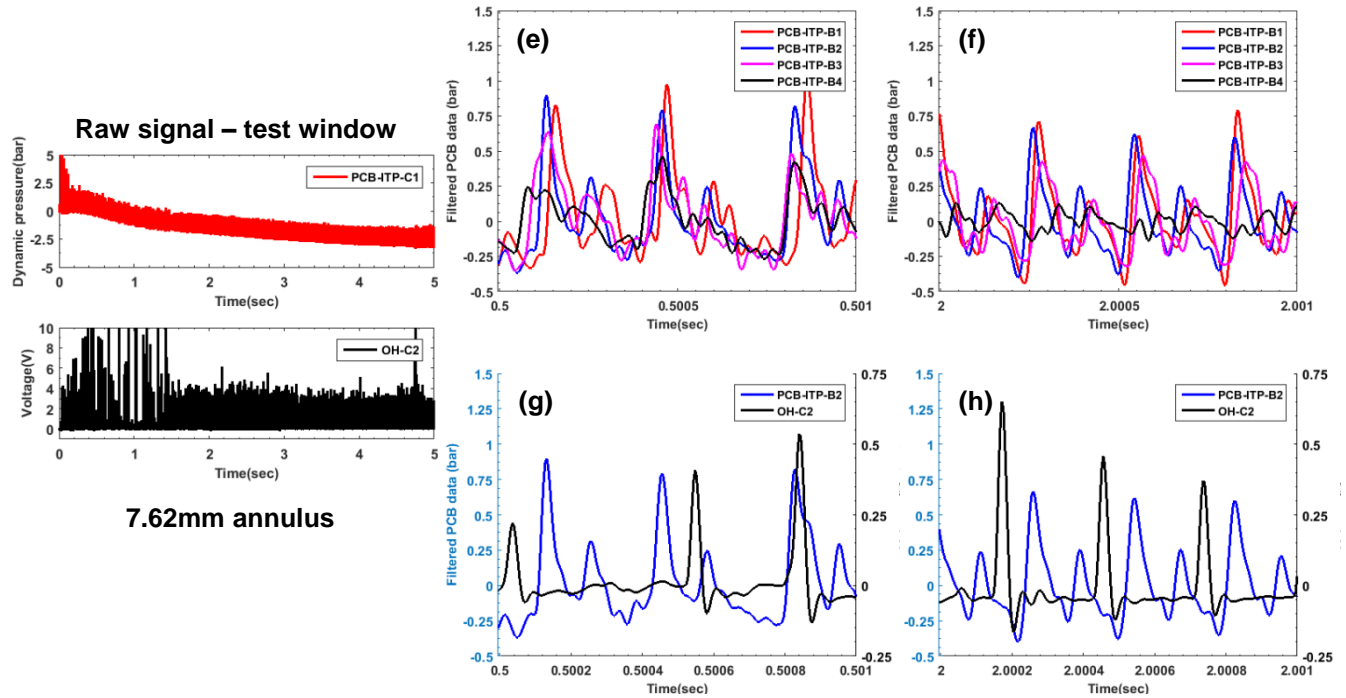 Raw signal – test window
Dynamic pressure(bar)
5
2.5
0
-2.5
-5
PCB-ITP-C1
0 1 2 3 4 5
Time(sec)
Voltage(V)
10
8
6
4
2
0
OH-C2
0 1 2 3 4 5
Time(sec)
7.62mm annulus
(e)
Filtered PCB data (bar)
1.5
1.25
1
0.75
0.5
0.25
0
-0.25
-0.5
PCB-ITP-B1
PCB-ITP-B2
PCB-ITP-B3
PCB-ITP-B4
0.5 0.5005 0.501
Time(sec)
(f)
Filtered PCB data (bar)
1.5
1.25
1
0.75
0.5
0.25
0
-0.25
-0.5
PCB-ITP-B1
PCB-ITP-B2
PCB-ITP-B3
PCB-ITP-B4
2 2.0005 2.001
Time(sec)
(g)
Filtered PCB data (bar)
1.5
1.25
1
0.75
0.5
0.25
0
-0.25
-0.5
PCB-ITP-B2
OH-C2
0.75
0.5
0.25
0
-0.25
0.5 0.5002 0.5004 0.5006 0.5008 0.501
Time(sec)
(h)
1.5
1.25
1
0.75
0.5
0.25
0
-0.25
-0.5
PCB-ITP-B2
OH-C2
0.75
0.5
0.25
0
-0.25
2 2.0002 2.0004 2.0006 2.0008 2.001
Time(sec)